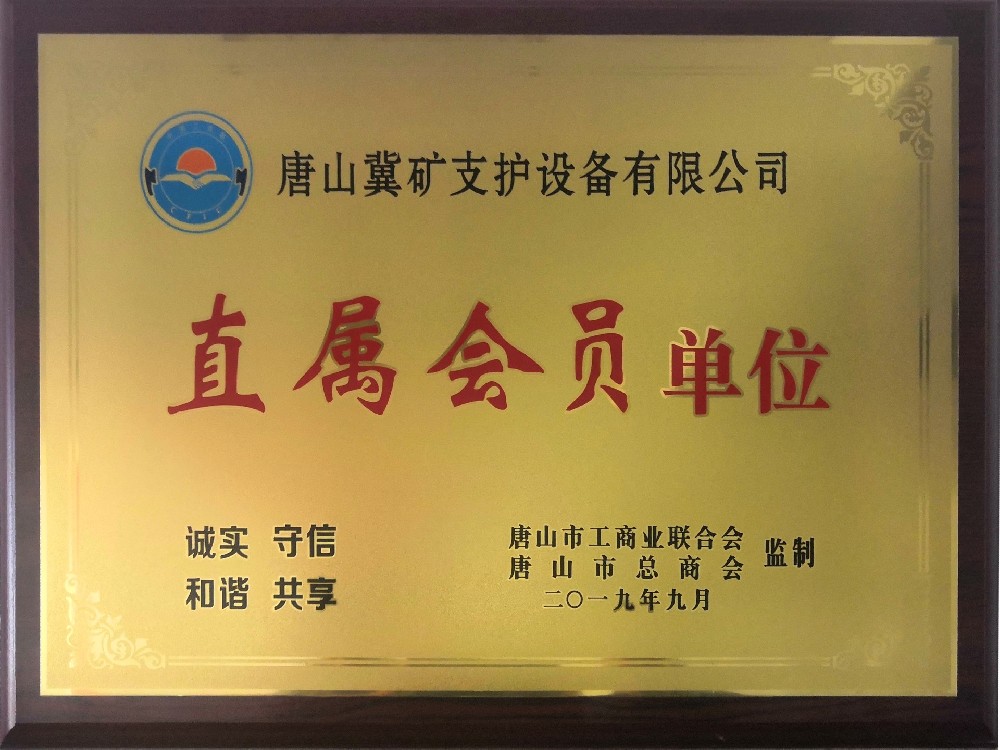 唐山冀矿支护设备有限公司
直属会员单位
诚实 守信
和谐 共享
唐山市工商业联合会
唐山市总商会
监制
二〇一九年九月